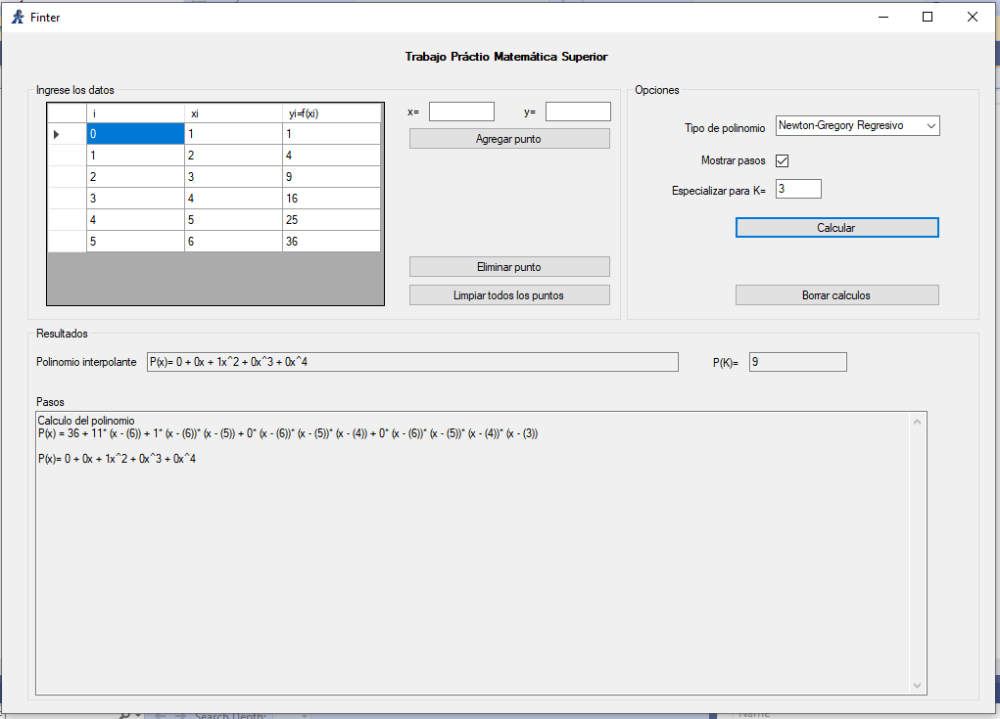 Finter
Trabajo Práctio Matemática Superior
Ingrese los datos
i xi yi=f(xi)
0 1 1
1 2 4
2 3 9
3 4 16
4 5 25
5 6 36
x= y=
Agregar punto
Eliminar punto
Limpiar todos los puntos
Opciones
Tipo de polinomio Newton-Gregory Regresivo
Mostrar pasos
Especializar para K= 3
Calcular
Borrar calculos
Resultados
Polinomio interpolante P(x)= 0 + 0x + 1x^2 + 0x^3 + 0x^4 P(K)= 9
Pasos
Calculo del polinomio
P(x) = 36 + 11* (x - (6)) + 1* (x - (6))* (x - (5)) + 0* (x - (6))* (x - (5))* (x - (4)) + 0* (x - (6))* (x - (5))* (x - (4))* (x - (3))
P(x)= 0 + 0x + 1x^2 + 0x^3 + 0x^4
Search Depth:
Name